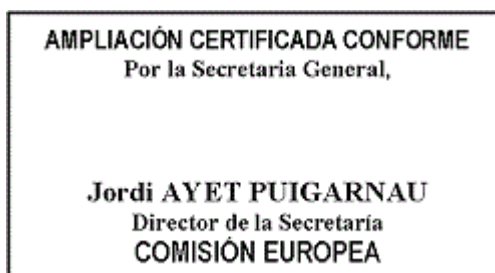 AMPLIACIÓN CERTIFICADA CONFORME
Por la Secretaria General,
Jordi AYET PUIGARNAU
Director de la Secretaría
COMISIÓN EUROPEA